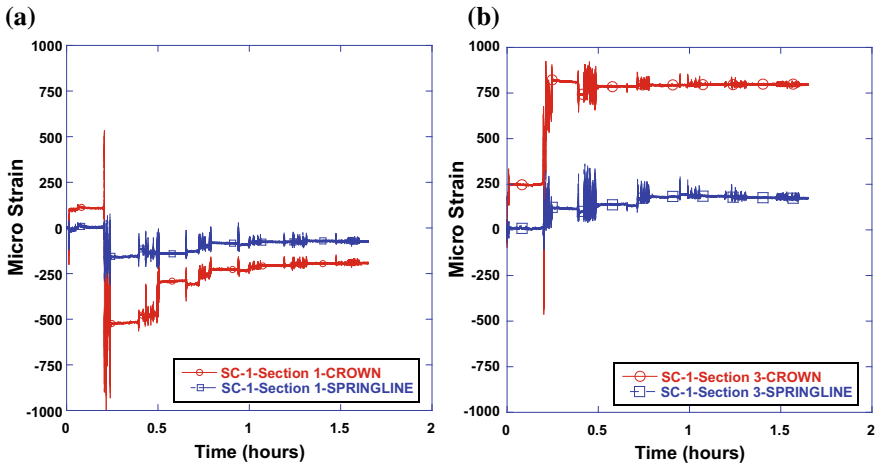 (a)
1000
750
500
250
0
-250
-500
-750
-1000
Micro Strain
0
0.5
1
1.5
2
Time (hours)
SC-1-Section 1-CROWN
SC-1-Section 1-SPRINGLINE
(b)
1000
750
500
250
0
-250
-500
-750
-1000
Micro Strain
0
0.5
1
1.5
2
Time (hours)
SC-1-Section 3-CROWN
SC-1-Section 3-SPRINGLINE